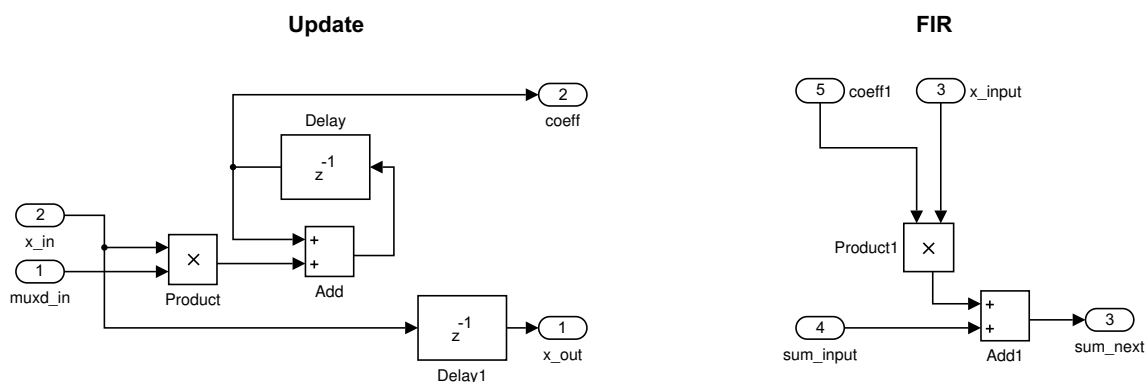 Update
FIR
2
coeff
Delay
z-1
2
x_in
1
muxd_in
×
Product
+
+
Add
z-1
Delay1
1
x_out
5
coeff1
3
x_input
Product1
×
4
sum_input
+
+
Add1
3
sum_next